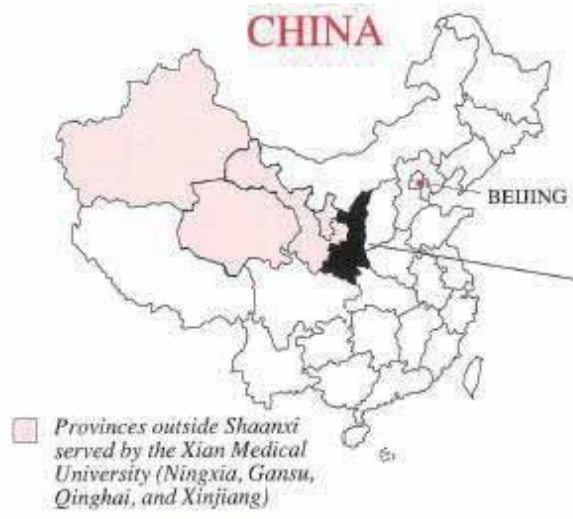 CHINA
BEIJING
Provinces outside Shaanxi
served by the Xian Medical
University (Ningxia, Gansu,
Qinghai, and Xinjiang)